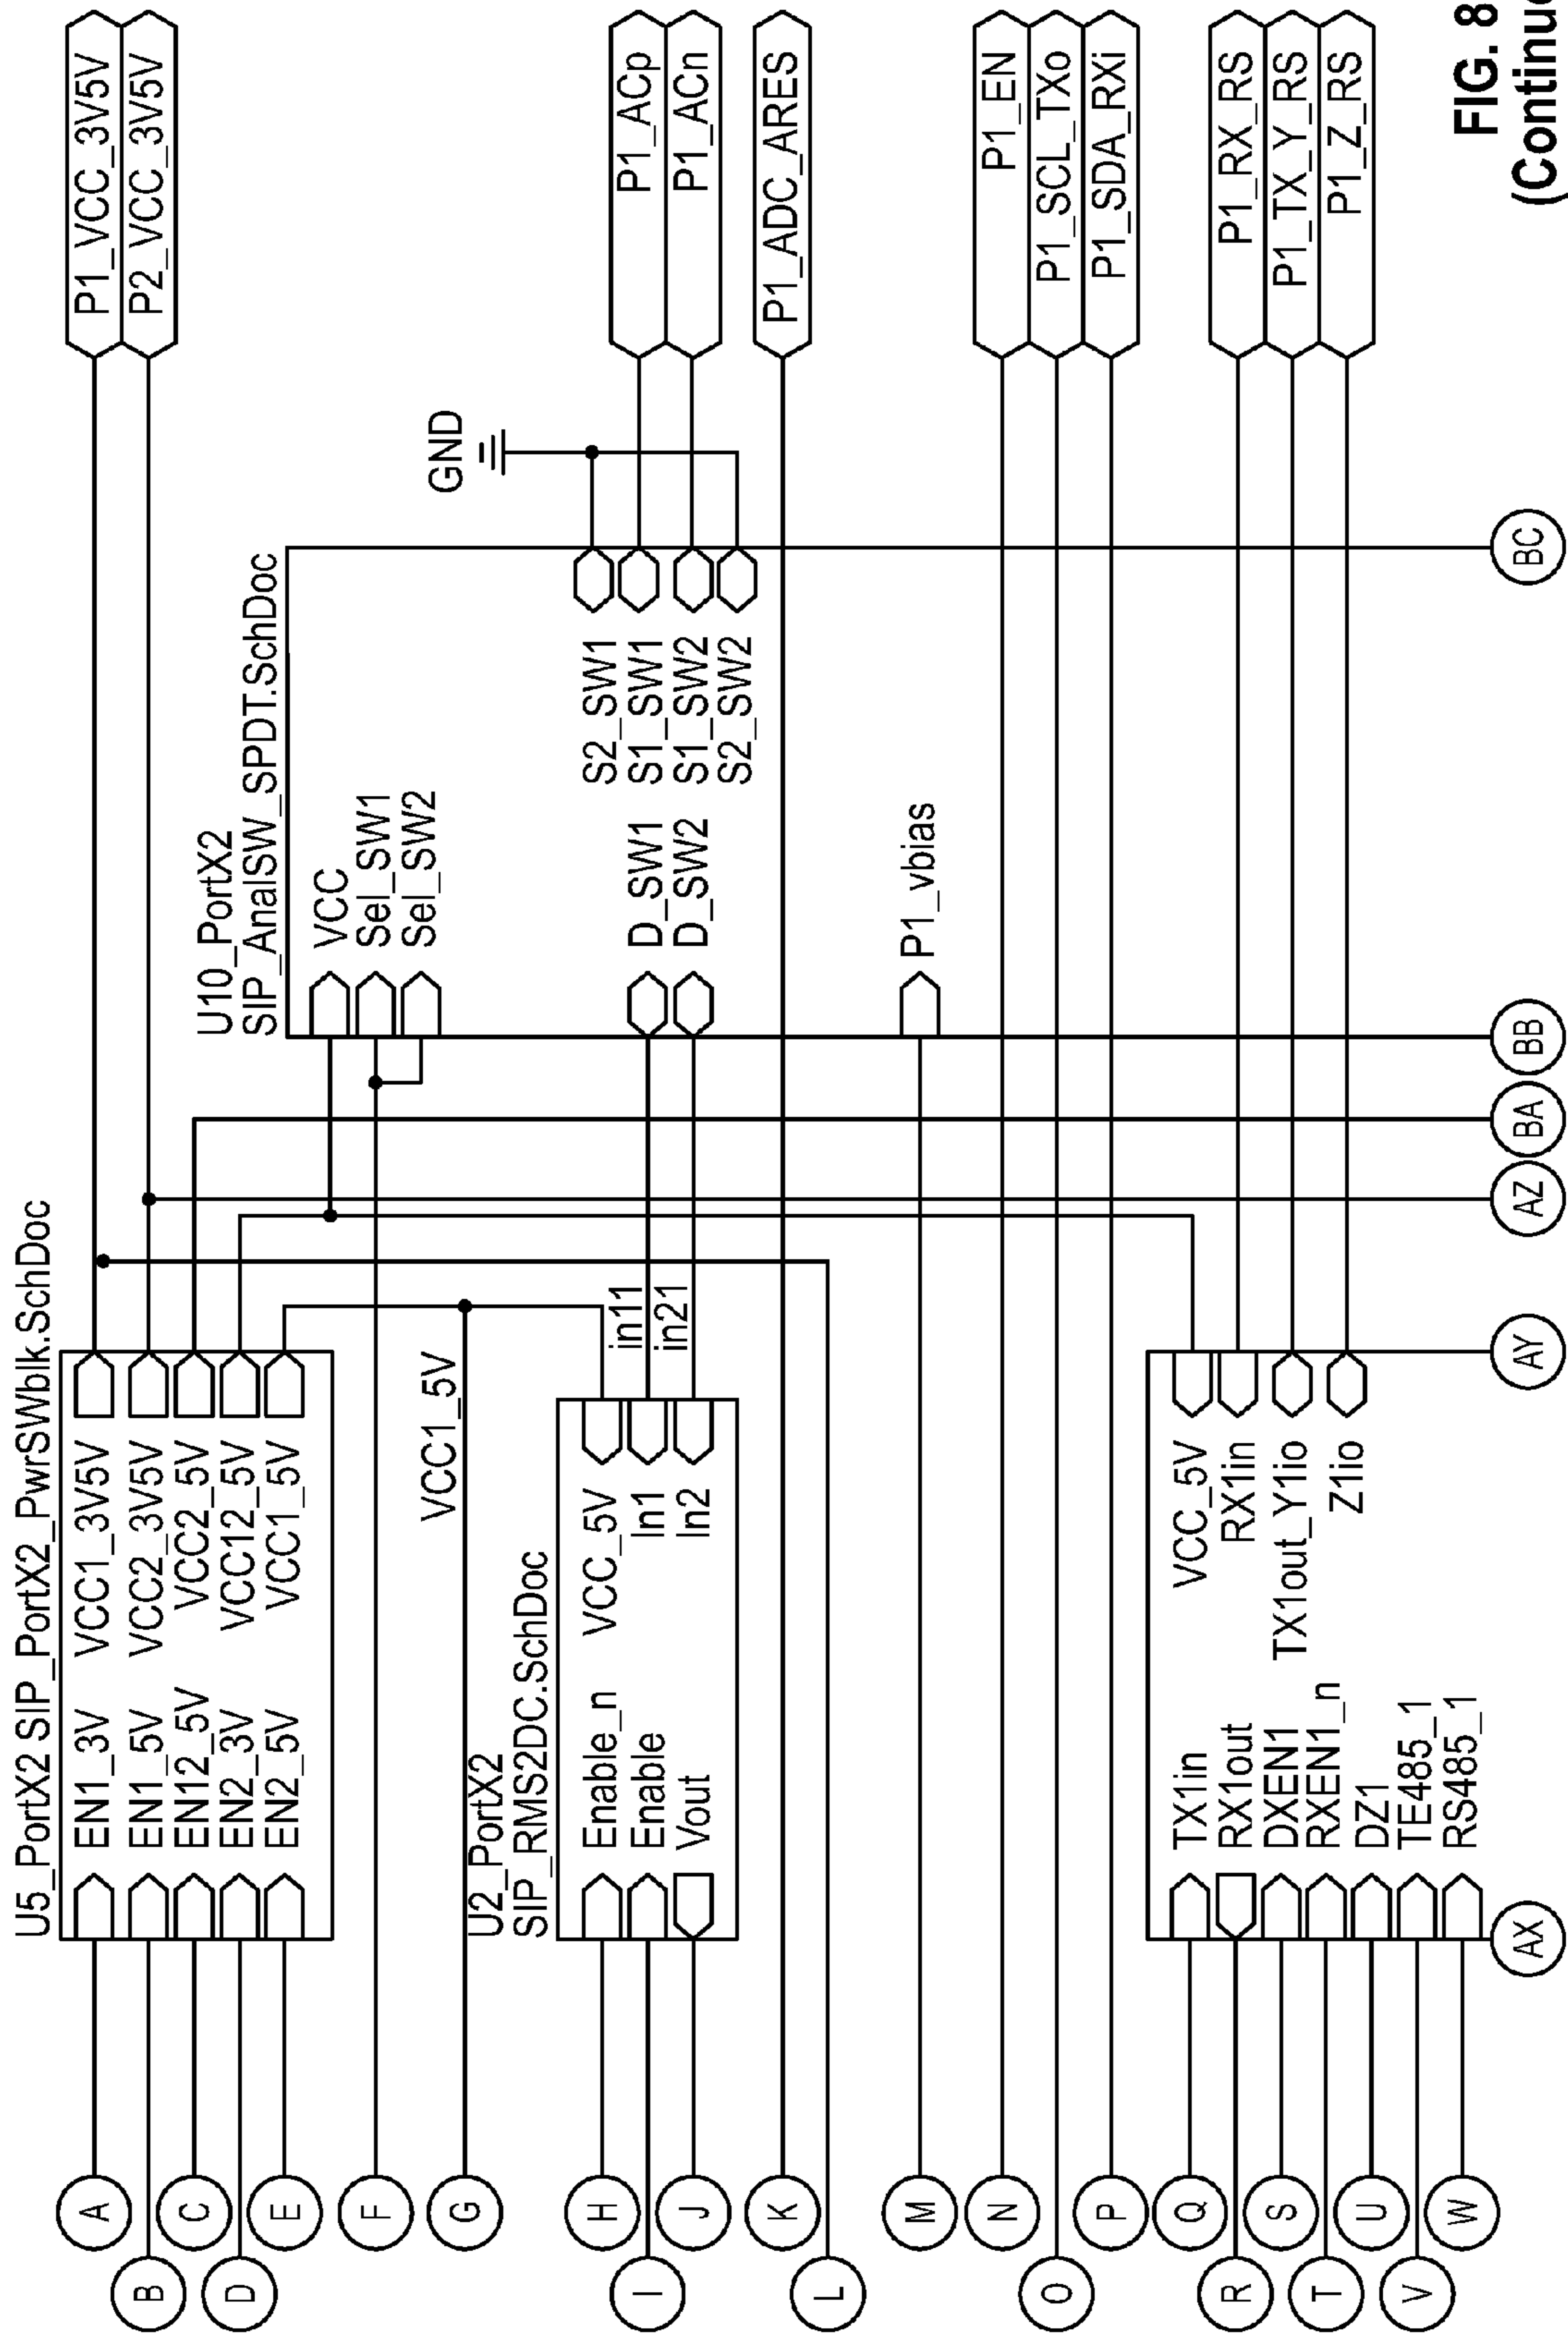 U5_PortX2 SIP_PortX2_PwrSWblk.SchDoc
EN1_3V
EN1_5V
EN12_5V
EN2_3V
EN2_5V
VCC1_3V5V
VCC2_3V5V
VCC2_5V
VCC12_5V
VCC1_5V
P1_VCC_3V5V
P2_VCC_3V5V
U10_PortX2
SIP_AnalSW_SPDT.SchDoc
VCC
Sel_SW1
Sel_SW2
D_SW1
D_SW2
S2_SW1
S1_SW1
S1_SW2
S2_SW2
P1_vbias
GND
P1_ACp
P1_ACn
P1_ADC_ARES
VCC1_5V
U2_PortX2
SIP_RMS2DC.SchDoc
Enable_n
Enable
Vout
VCC_5V
In1
In2
in11
in21
P1_EN
P1_SCL_TXo
P1_SDA_RXi
TX1in
RX1out
DXEN1
RXEN1_n
DZ1
TE485_1
RS485_1
VCC_5V
RX1in
TX1out_Y1io
Z1io
P1_RX_RS
P1_TX_Y_RS
P1_Z_RS
A
B
C
D
E
F
G
H
I
J
K
L
M
N
O
P
Q
R
S
T
U
V
W
AX
AY
AZ
BA
BB
BC
FIG. 8
(Continue